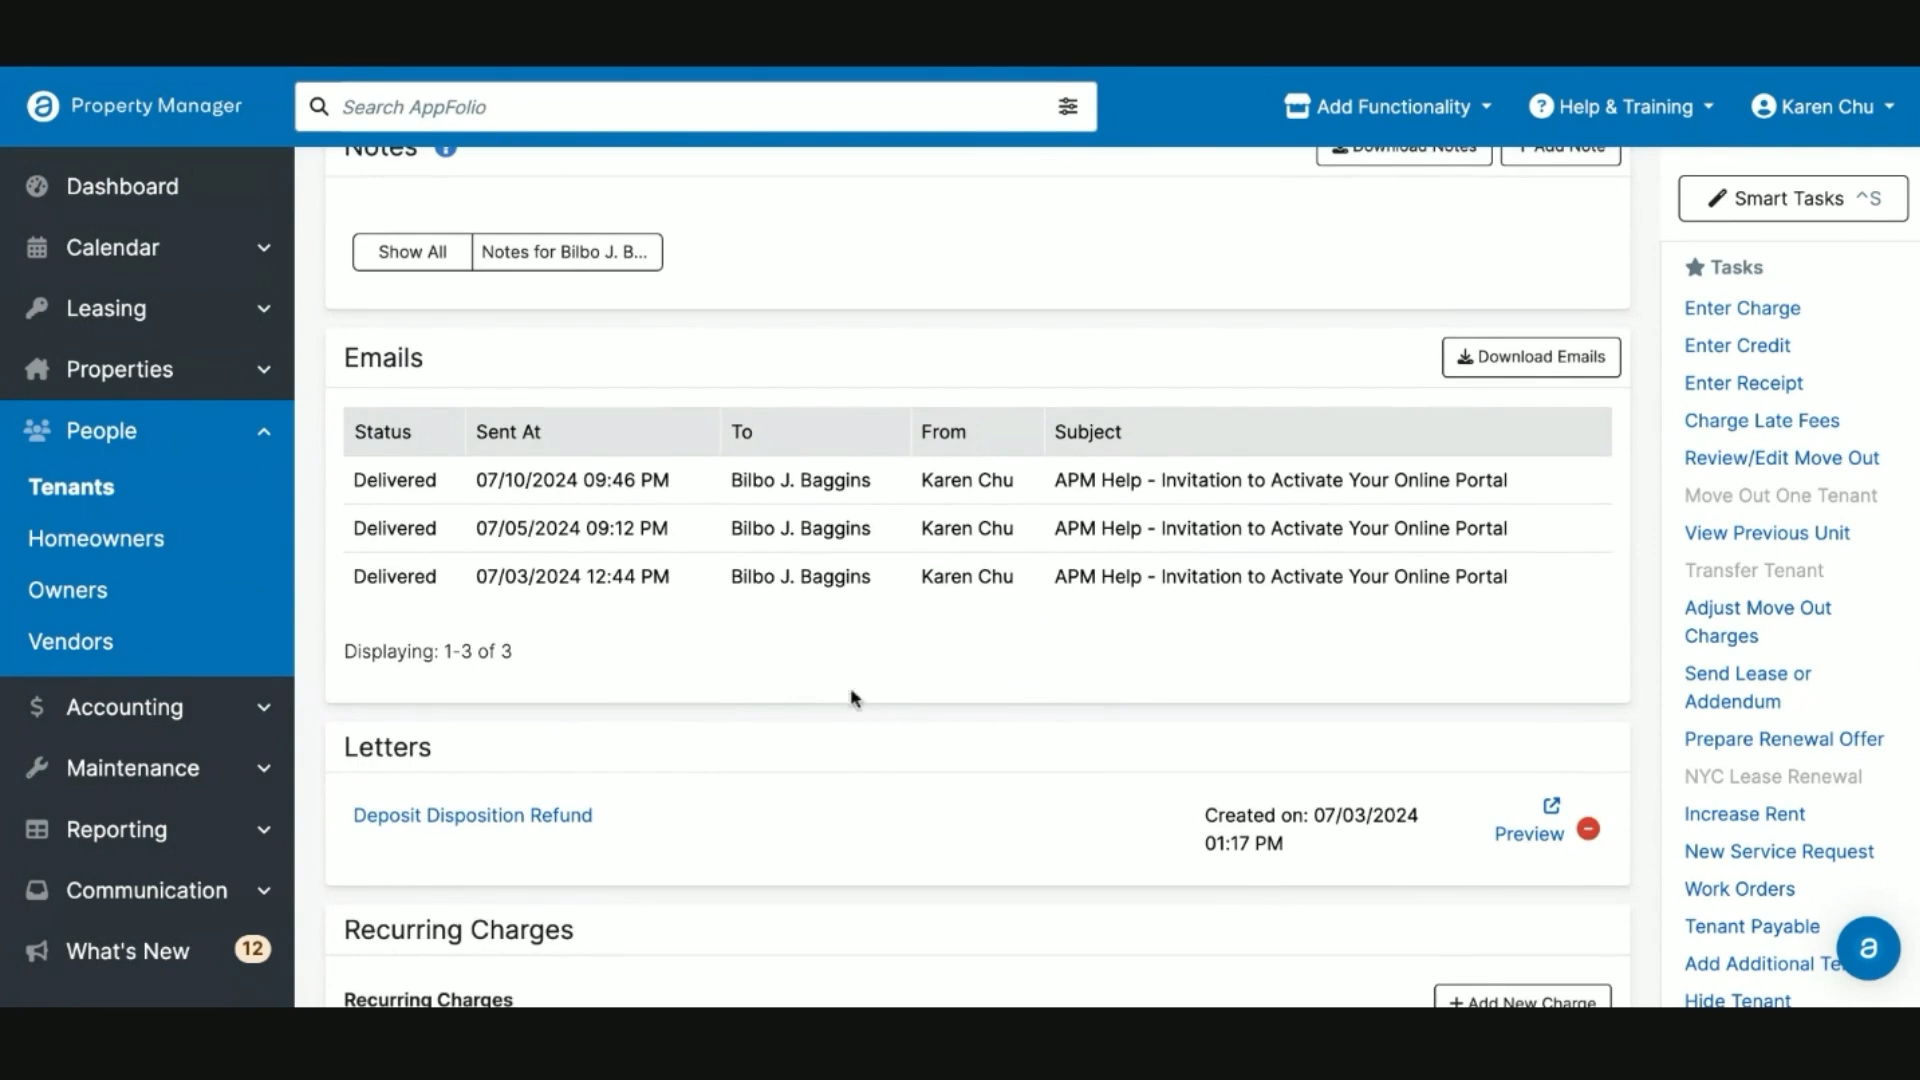 Property Manager
Search AppFolio
Add Functionality
Help & Training
Karen Chu
Dashboard
Calendar
Leasing
Properties
People
Tenants
Homeowners
Owners
Vendors
Accounting
Maintenance
Reporting
Communication
What's New 12
Notes
Download Notes
+ Add Note
Show All
Notes for Bilbo J. B...
Emails
Download Emails
Status Sent At To From Subject
Delivered 07/10/2024 09:46 PM Bilbo J. Baggins Karen Chu APM Help - Invitation to Activate Your Online Portal
Delivered 07/05/2024 09:12 PM Bilbo J. Baggins Karen Chu APM Help - Invitation to Activate Your Online Portal
Delivered 07/03/2024 12:44 PM Bilbo J. Baggins Karen Chu APM Help - Invitation to Activate Your Online Portal
Displaying: 1-3 of 3
Letters
Deposit Disposition Refund
Created on: 07/03/2024
01:17 PM
Preview
Recurring Charges
Recurring Charges
+ Add New Charge
Smart Tasks ^S
Tasks
Enter Charge
Enter Credit
Enter Receipt
Charge Late Fees
Review/Edit Move Out
Move Out One Tenant
View Previous Unit
Transfer Tenant
Adjust Move Out
Charges
Send Lease or
Addendum
Prepare Renewal Offer
NYC Lease Renewal
Increase Rent
New Service Request
Work Orders
Tenant Payable
Add Additional Te
Hide Tenant